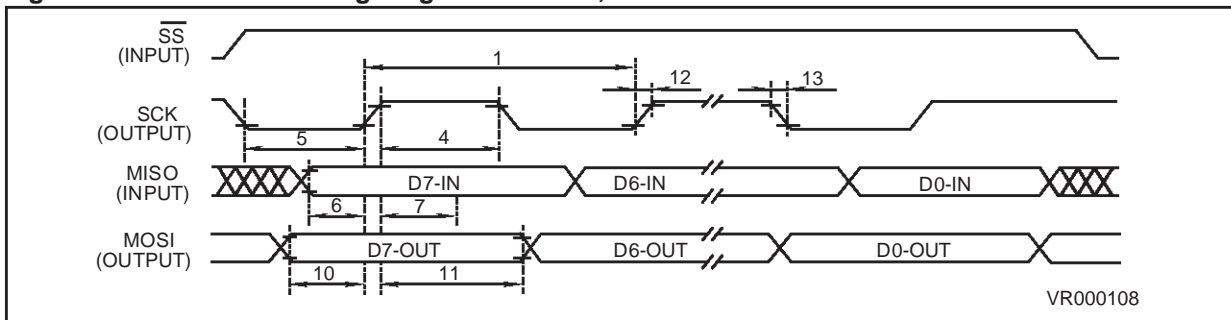 SS
(INPUT)
1
12
13
SCK
(OUTPUT)
5
4
MISO
(INPUT)
D7-IN
D6-IN
D0-IN
6
7
MOSI
(OUTPUT)
D7-OUT
D6-OUT
D0-OUT
10
11
VR000108